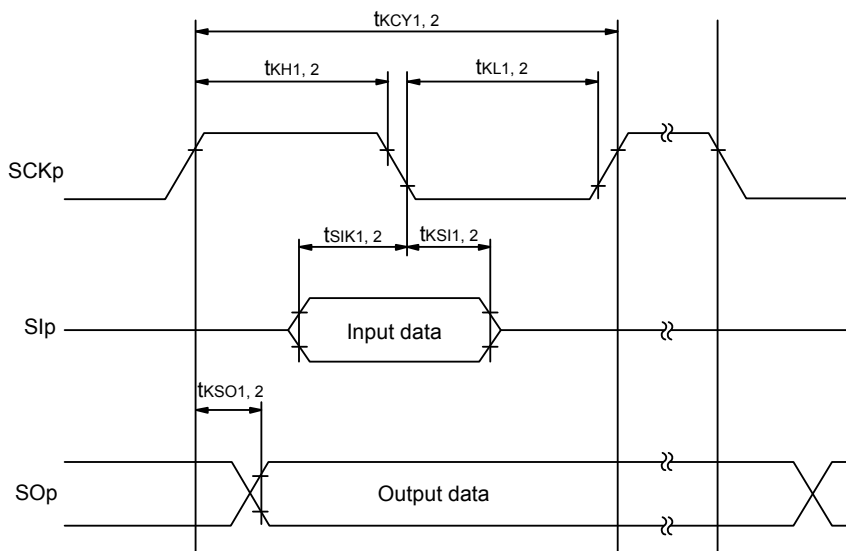 tKCY1, 2
tKH1, 2
tKL1, 2
SCKp
tSIK1, 2
tKSI1, 2
SIp
Input data
tKSO1, 2
SOp
Output data